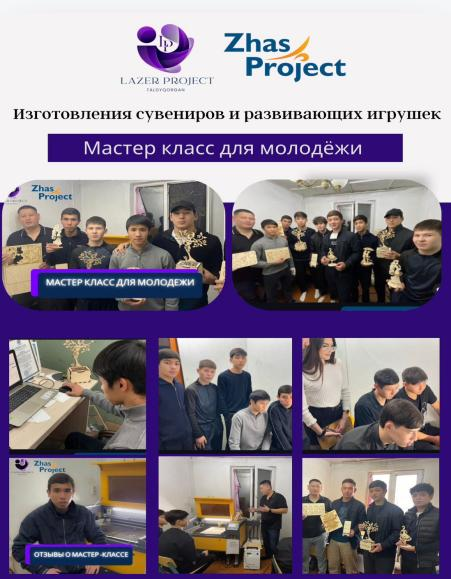 LAZER PROJECT
TALDYQORGAN
Zhas
Project
Изготовления сувениров и развивающих игрушек
Мастер класс для молодёжи
Zhas
Project
МАСТЕР КЛАСС ДЛЯ МОЛОДЕЖИ
Zhas
Project
ОТЗЫВЫ О МАСТЕР-КЛАССЕ